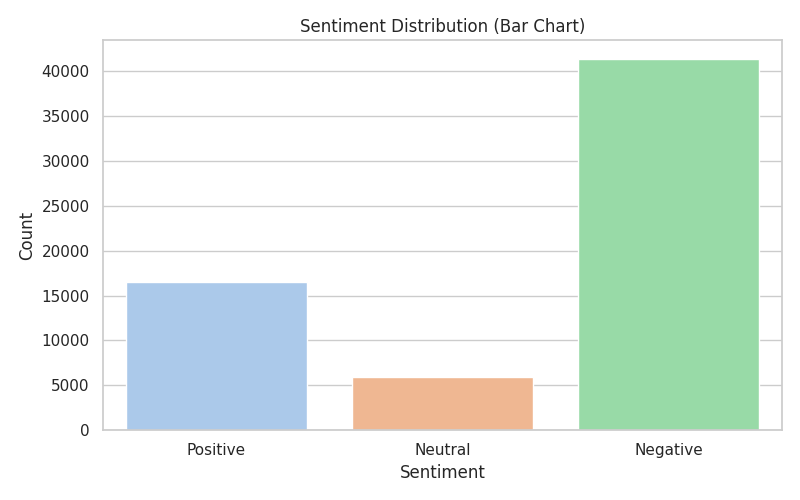 Sentiment Distribution (Bar Chart)
40000
35000
30000
25000
20000
15000
10000
5000
0
Count
Positive
Neutral
Negative
Sentiment